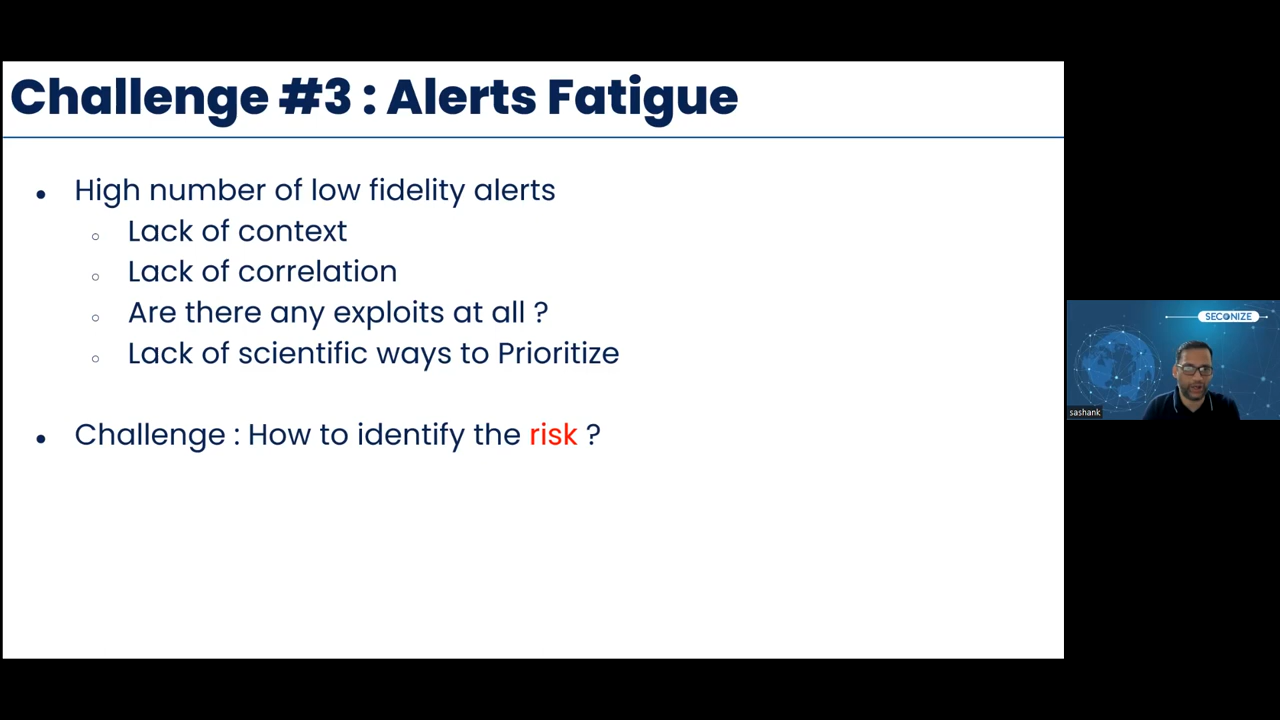 Challenge #3 : Alerts Fatigue
• High number of low fidelity alerts
○ Lack of context
○ Lack of correlation
○ Are there any exploits at all ?
○ Lack of scientific ways to Prioritize
• Challenge : How to identify the risk ?
SECONIZE
sashank